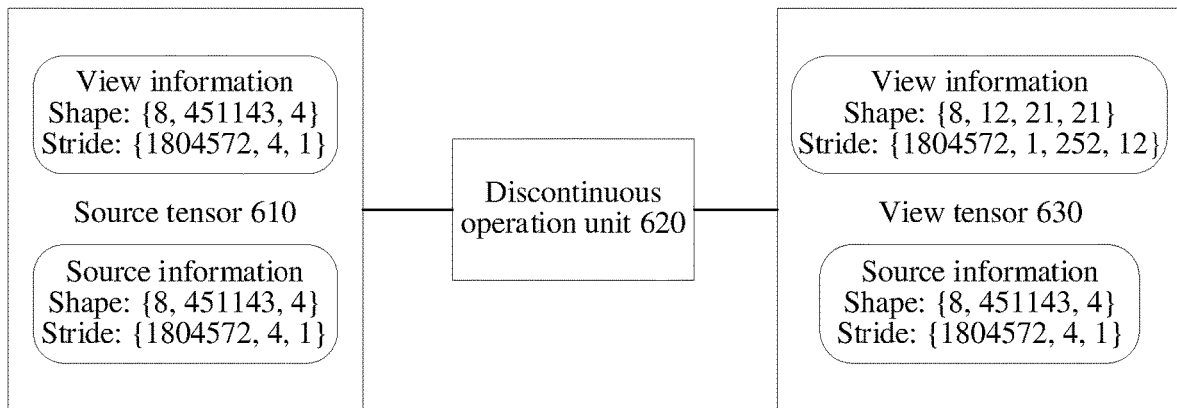 View information
Shape: {8, 451143, 4}
Stride: {1804572, 4, 1}
Source tensor 610
Source information
Shape: {8, 451143, 4}
Stride: {1804572, 4, 1}
Discontinuous
operation unit 620
View information
Shape: {8, 12, 21, 21}
Stride: {1804572, 1, 252, 12}
View tensor 630
Source information
Shape: {8, 451143, 4}
Stride: {1804572, 4, 1}